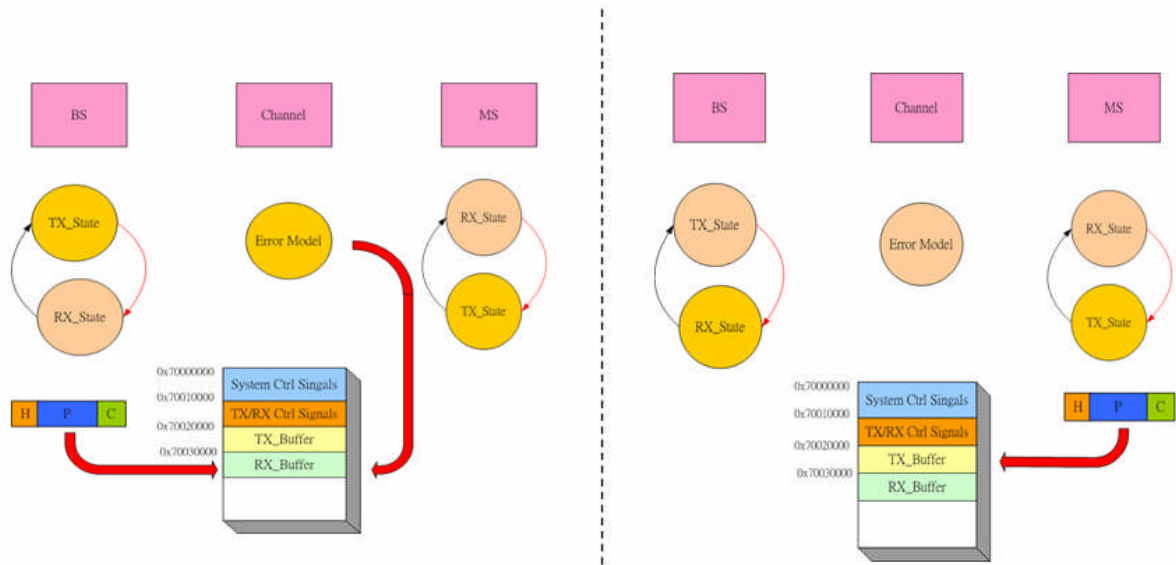 BS
Channel
MS
TX_State
RX_State
Error Model
RX_State
TX_State
0x70000000
0x70010000
0x70020000
0x70030000
System Ctrl Singals
TX/RX Ctrl Signals
TX_Buffer
RX_Buffer
H P C
BS
Channel
MS
TX_State
RX_State
Error Model
RX_State
TX_State
0x70000000
0x70010000
0x70020000
0x70030000
System Ctrl Singals
TX/RX Ctrl Signals
TX_Buffer
RX_Buffer
H P C